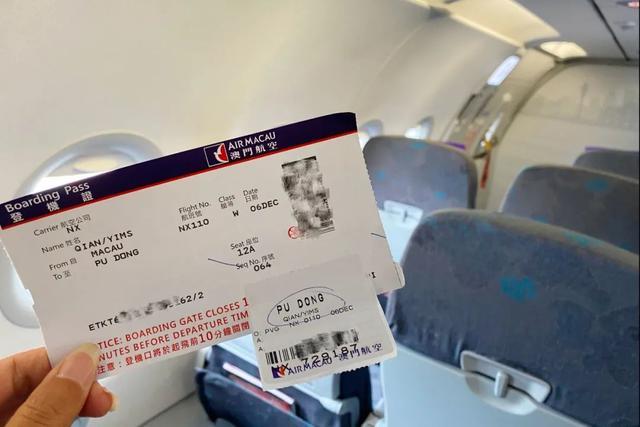 AIR MACAU
澳門航空
Boarding Pass
登機證
Carrier 航空公司
NX
Flight No. 航班號
NX110
Class 艙等
W
Date 日期
06DEC
Name 姓名
QIAN/YIMS
From 自
MACAU
To 至
PU DONG
Seat 座位
12A
Seq No. 序號
064
ETKT 62/2
NOTICE: BOARDING GATE CLOSES 1
MINUTES BEFORE DEPARTURE TIM
注意：登機口將於起飛前10分鐘關閉
PU DONG
QIAN/YIMS
O. PVG NX 0110 06DEC
A.
A.
729187
AIR MACAU 澳門航空